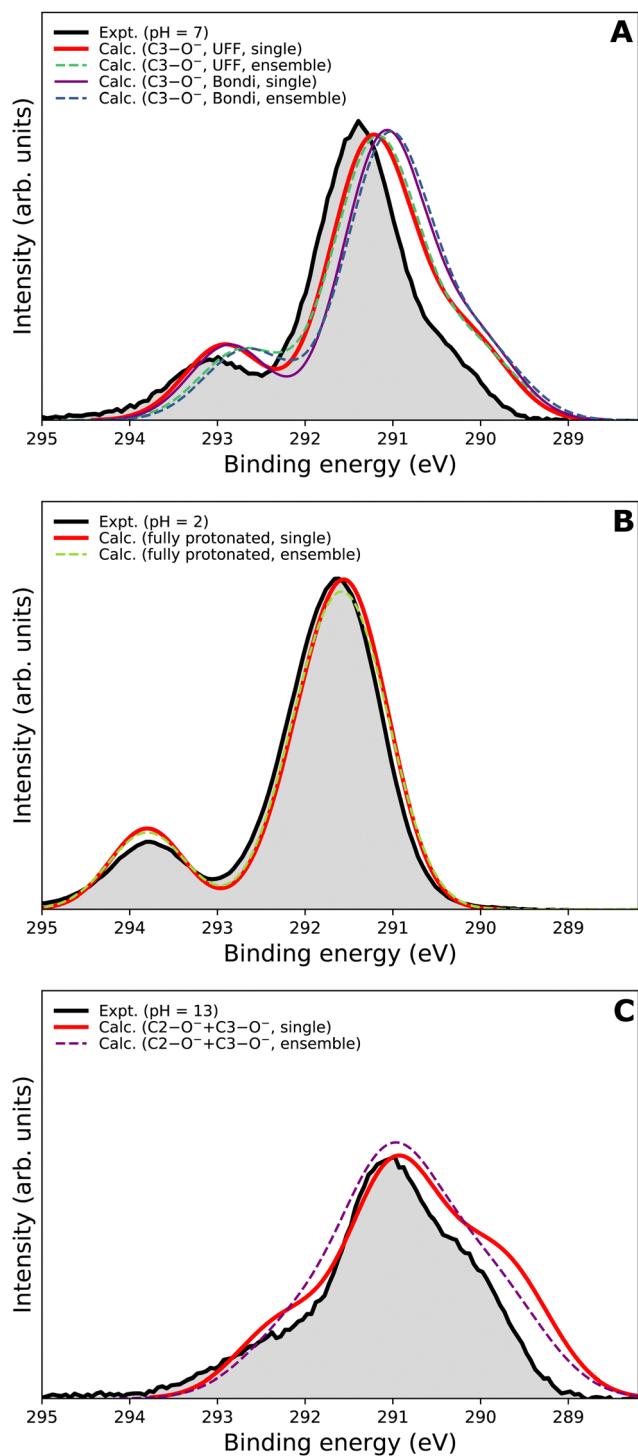 A
Expt. (pH = 7)
Calc. (C3−O⁻, UFF, single)
Calc. (C3−O⁻, UFF, ensemble)
Calc. (C3−O⁻, Bondi, single)
Calc. (C3−O⁻, Bondi, ensemble)
Intensity (arb. units)
295 294 293 292 291 290 289
Binding energy (eV)
B
Expt. (pH = 2)
Calc. (fully protonated, single)
Calc. (fully protonated, ensemble)
Intensity (arb. units)
295 294 293 292 291 290 289
Binding energy (eV)
C
Expt. (pH = 13)
Calc. (C2−O⁻+C3−O⁻, single)
Calc. (C2−O⁻+C3−O⁻, ensemble)
Intensity (arb. units)
295 294 293 292 291 290 289
Binding energy (eV)